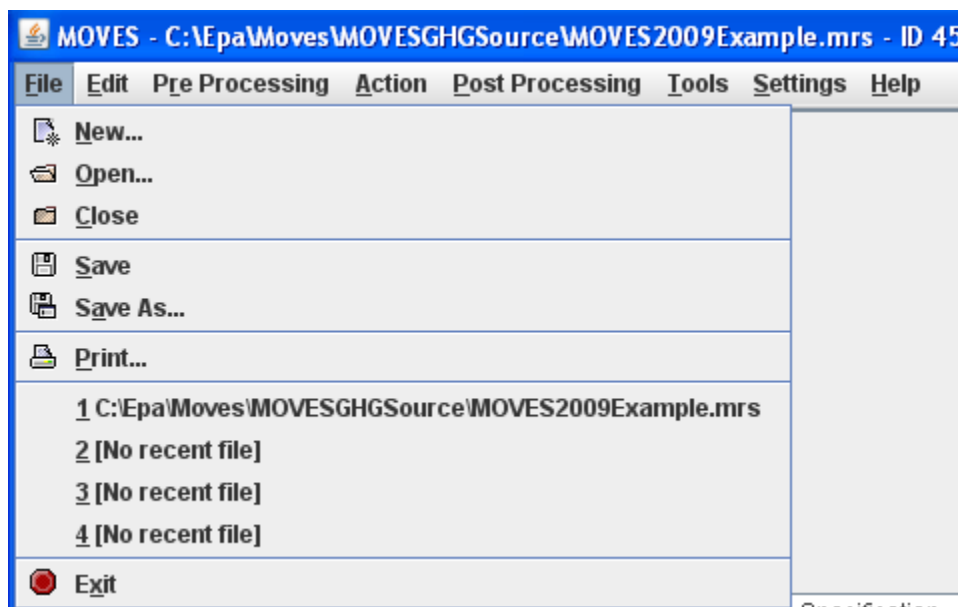 MOVES - C:\Epa\Moves\MOVESGHGSource\MOVES2009Example.mrs - ID 45
File Edit Pre Processing Action Post Processing Tools Settings Help
New...
Open...
Close
Save
Save As...
Print...
1 C:\Epa\Moves\MOVESGHGSource\MOVES2009Example.mrs
2 [No recent file]
3 [No recent file]
4 [No recent file]
Exit